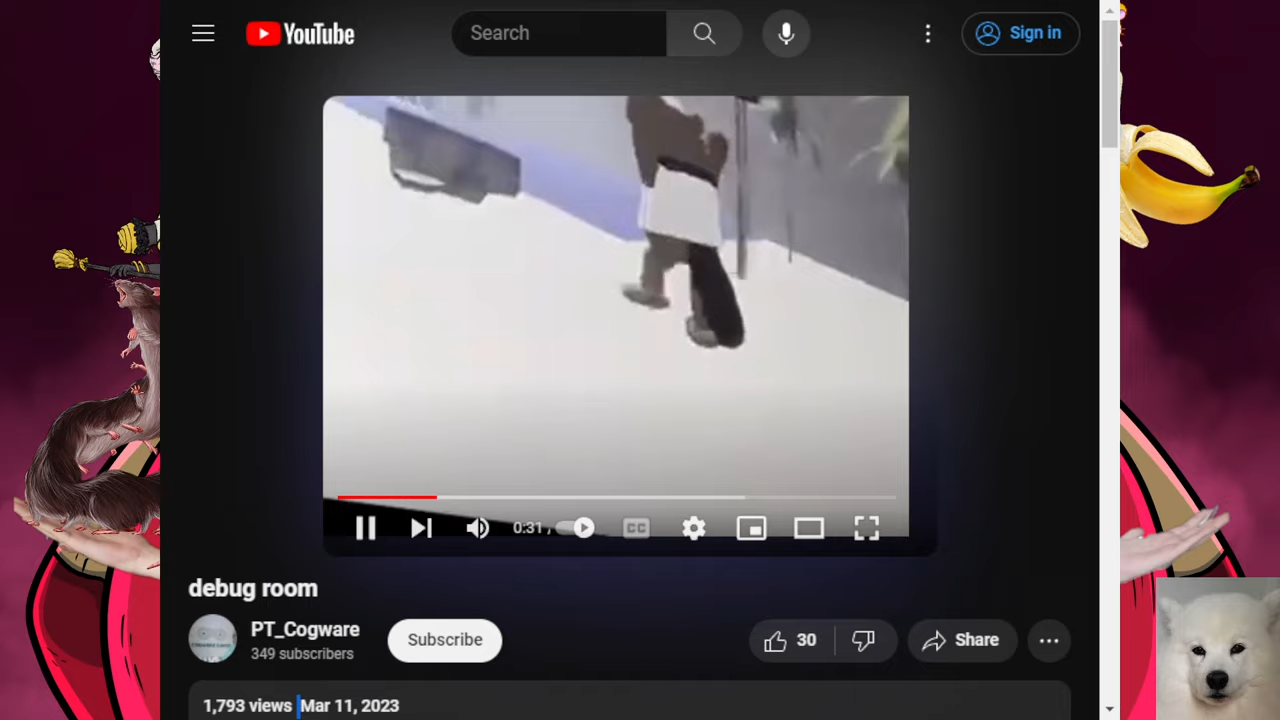 YouTube
Search
Sign in
0:31 /
CC
debug room
PT_Cogware
349 subscribers
Subscribe
30
Share
1,793 views Mar 11, 2023